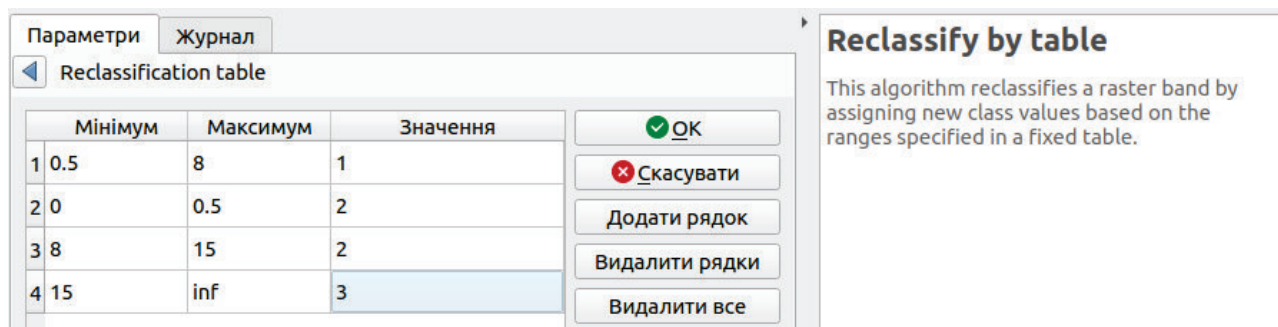 Параметри Журнал
Reclassification table
Мінімум Максимум Значення
1 0.5 8 1
2 0 0.5 2
3 8 15 2
4 15 inf 3
OK
Скасувати
Додати рядок
Видалити рядки
Видалити все
Reclassify by table
This algorithm reclassifies a raster band by
assigning new class values based on the
ranges specified in a fixed table.